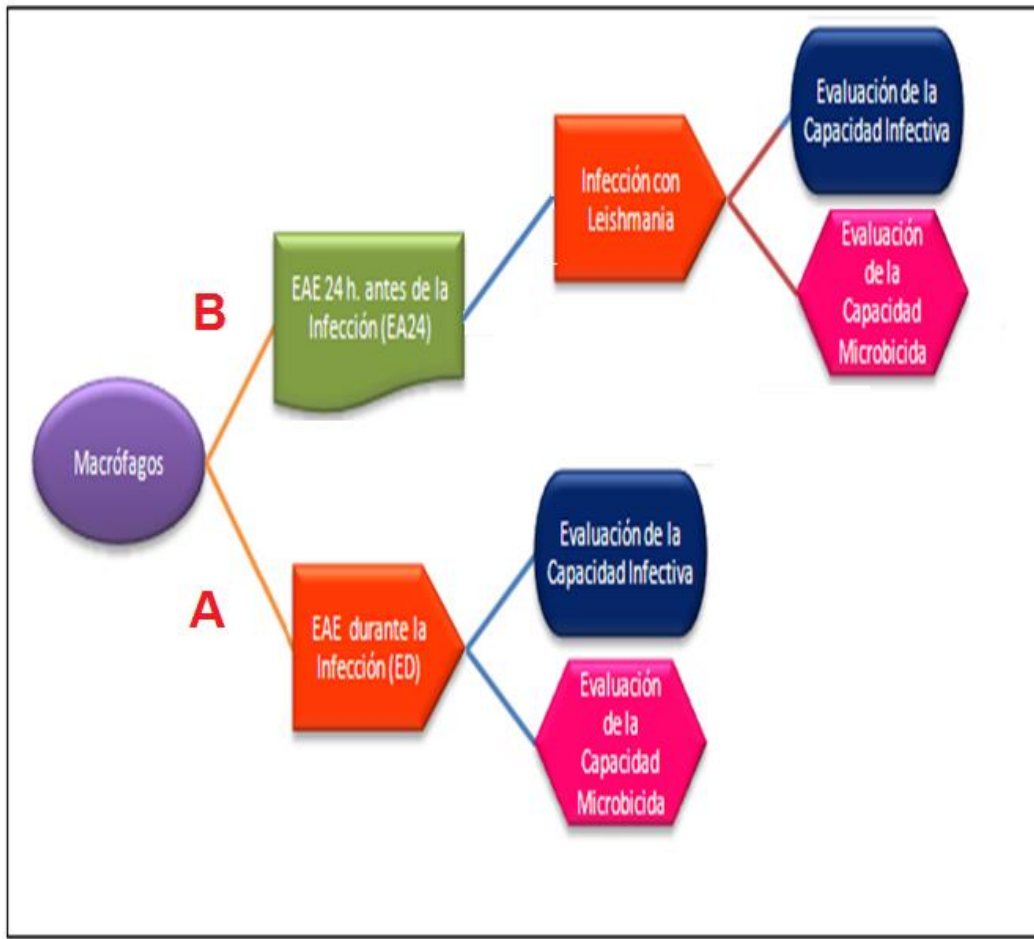 Evaluación de la
Capacidad Infectiva
Infección con
Leishmania
Evaluación
de la
Capacidad
Microbicida
EAE 24 h. antes de la
Infección (EA24)
B
Macrófagos
A
EAE durante la
Infección (ED)
Evaluación de la
Capacidad Infectiva
Evaluación
de la
Capacidad
Microbicida